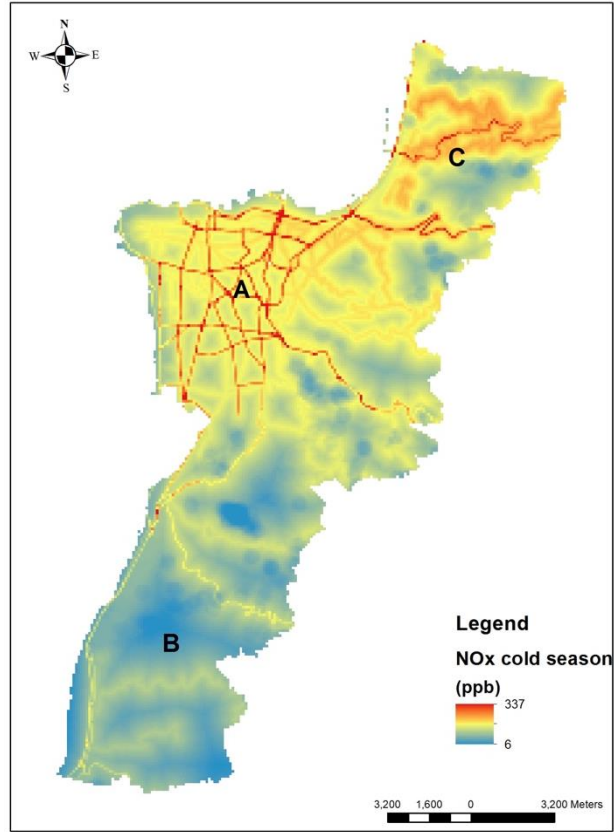 N
W E
S
C
A
B
Legend
NOx cold season
(ppb)
337
6
3,200 1,600 0 3,200 Meters